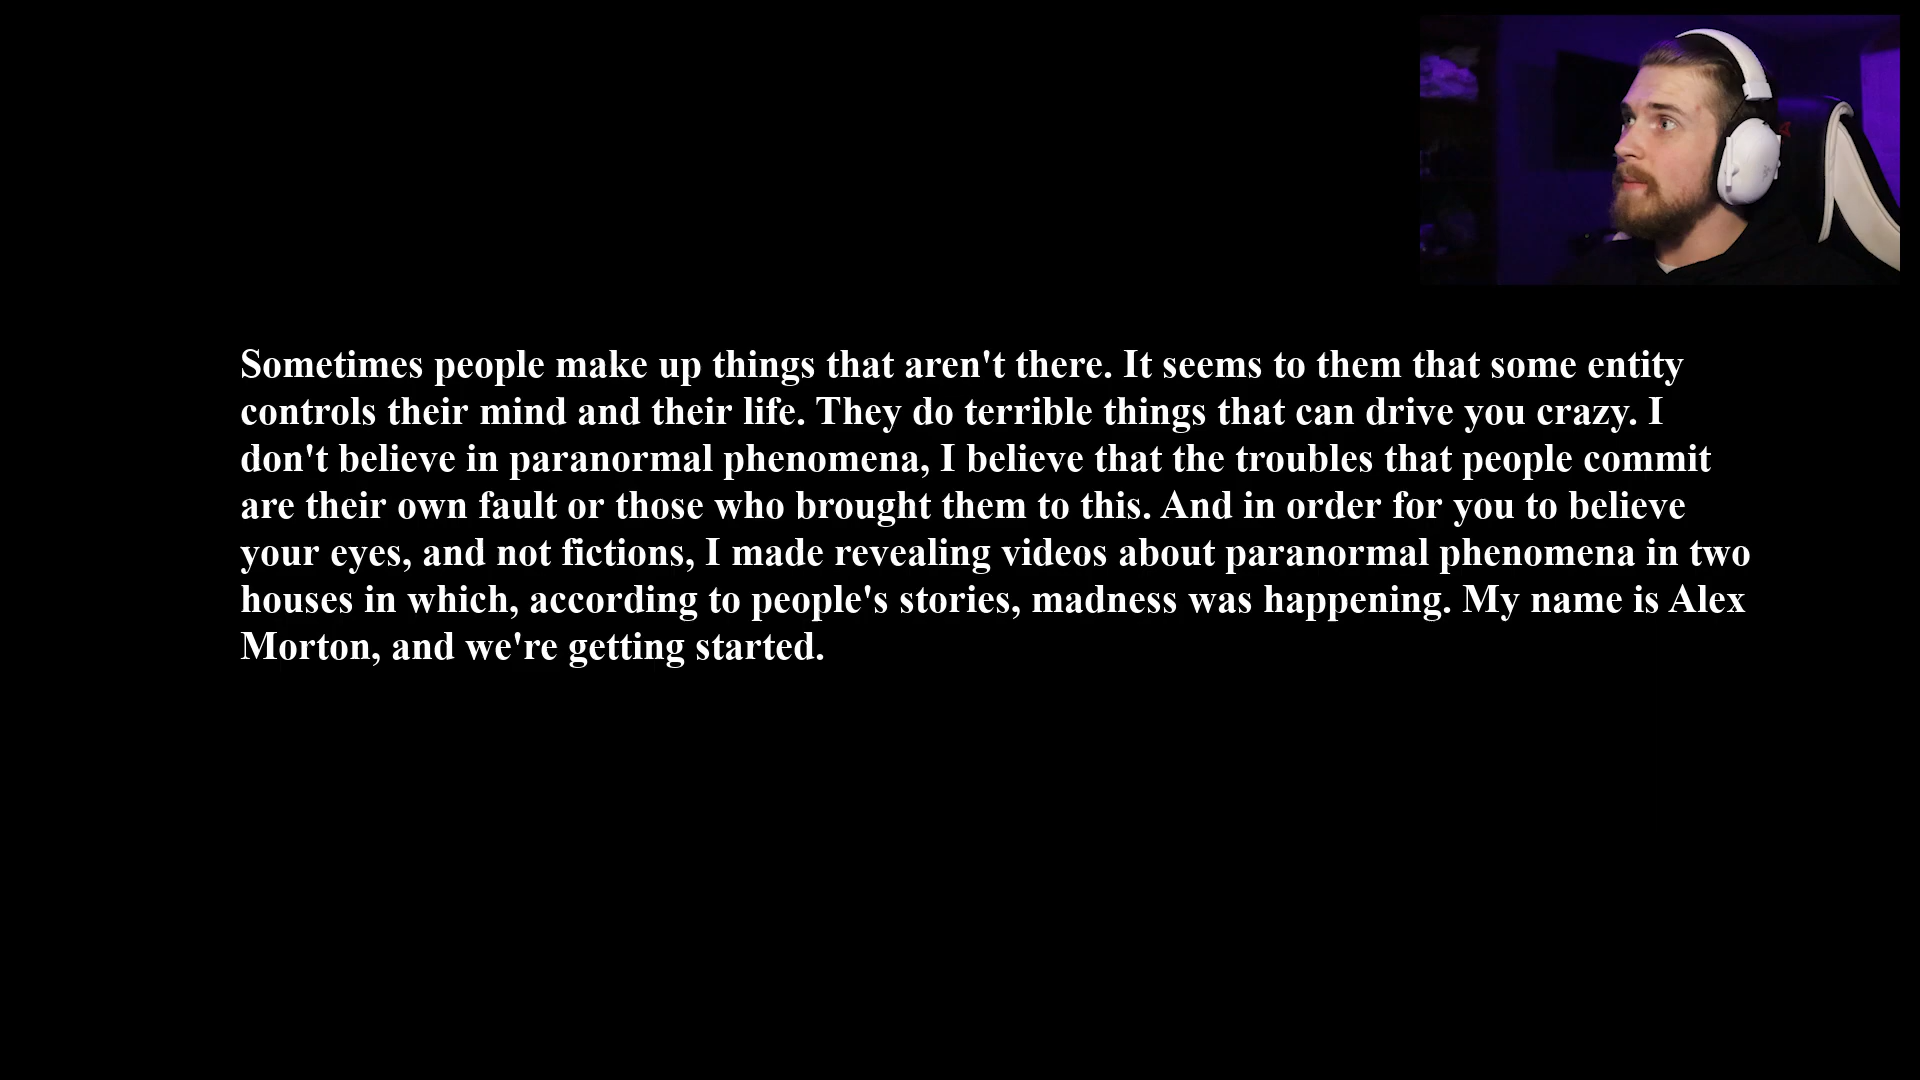 Sometimes people make up things that aren't there. It seems to them that some entity
controls their mind and their life. They do terrible things that can drive you crazy. I
don't believe in paranormal phenomena, I believe that the troubles that people commit
are their own fault or those who brought them to this. And in order for you to believe
your eyes, and not fictions, I made revealing videos about paranormal phenomena in two
houses in which, according to people's stories, madness was happening. My name is Alex
Morton, and we're getting started.